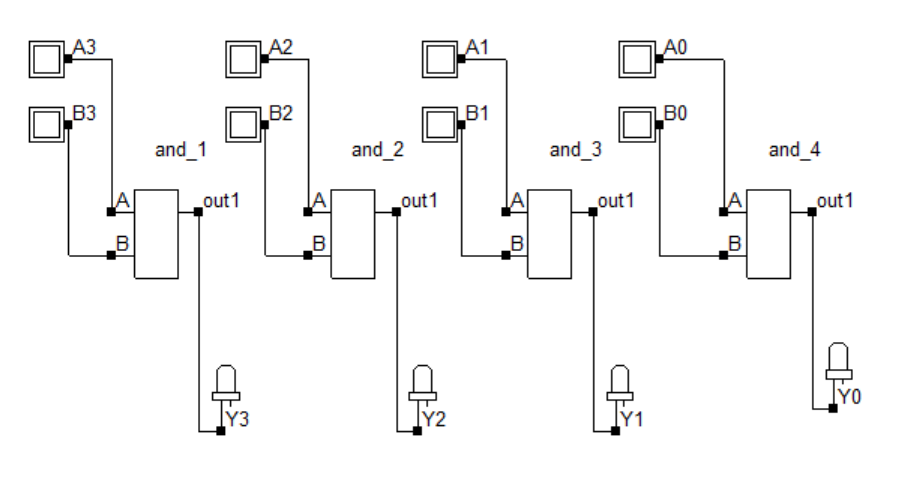 A3 A2 A1 A0
B3 B2 B1 B0
and_1 and_2 and_3 and_4
A out1 A out1 A out1 A out1
B B B B
Y3 Y2 Y1 Y0